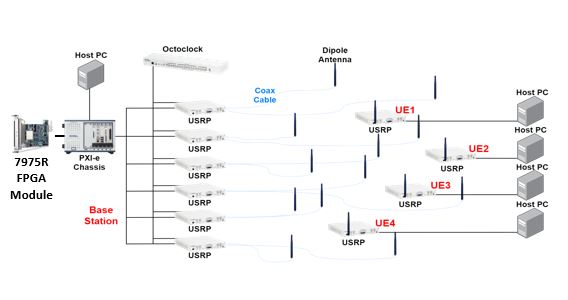 Host PC
Octoclock
Dipole
Antenna
Coax
Cable
7975R
FPGA
Module
PXI-e
Chassis
Base
Station
USRP
USRP
USRP
USRP
USRP
USRP
UE1
USRP
Host PC
UE2
USRP
Host PC
UE3
USRP
Host PC
UE4
USRP
Host PC